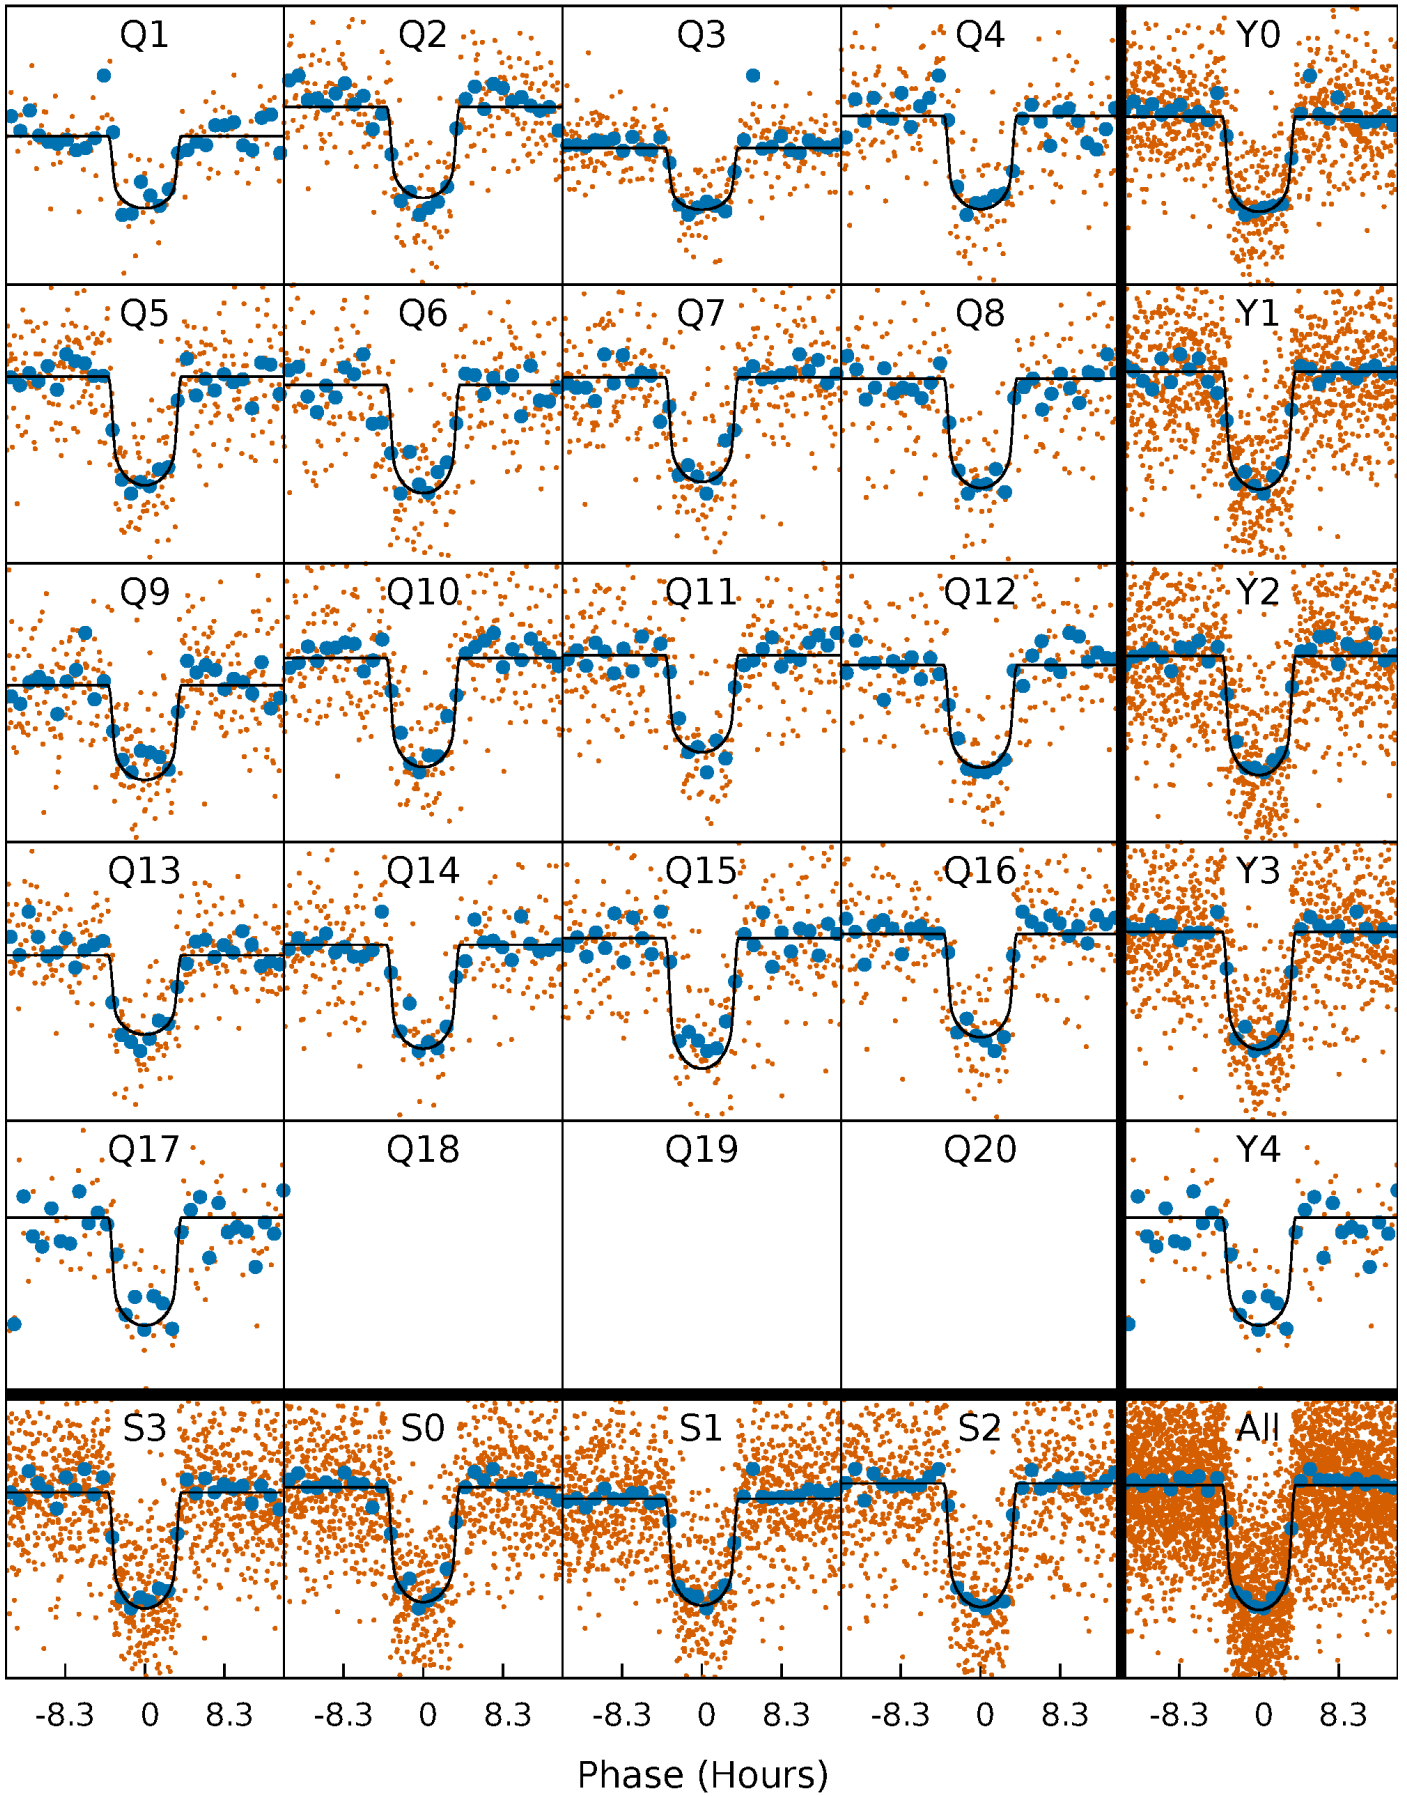 Q1 Q2 Q3 Q4 Y0
Q5 Q6 Q7 Q8 Y1
Q9 Q10 Q11 Q12 Y2
Q13 Q14 Q15 Q16 Y3
Q17 Q18 Q19 Q20 Y4
S3 S0 S1 S2 All
-8.3 0 8.3 -8.3 0 8.3 -8.3 0 8.3 -8.3 0 8.3 -8.3 0 8.3
Phase (Hours)